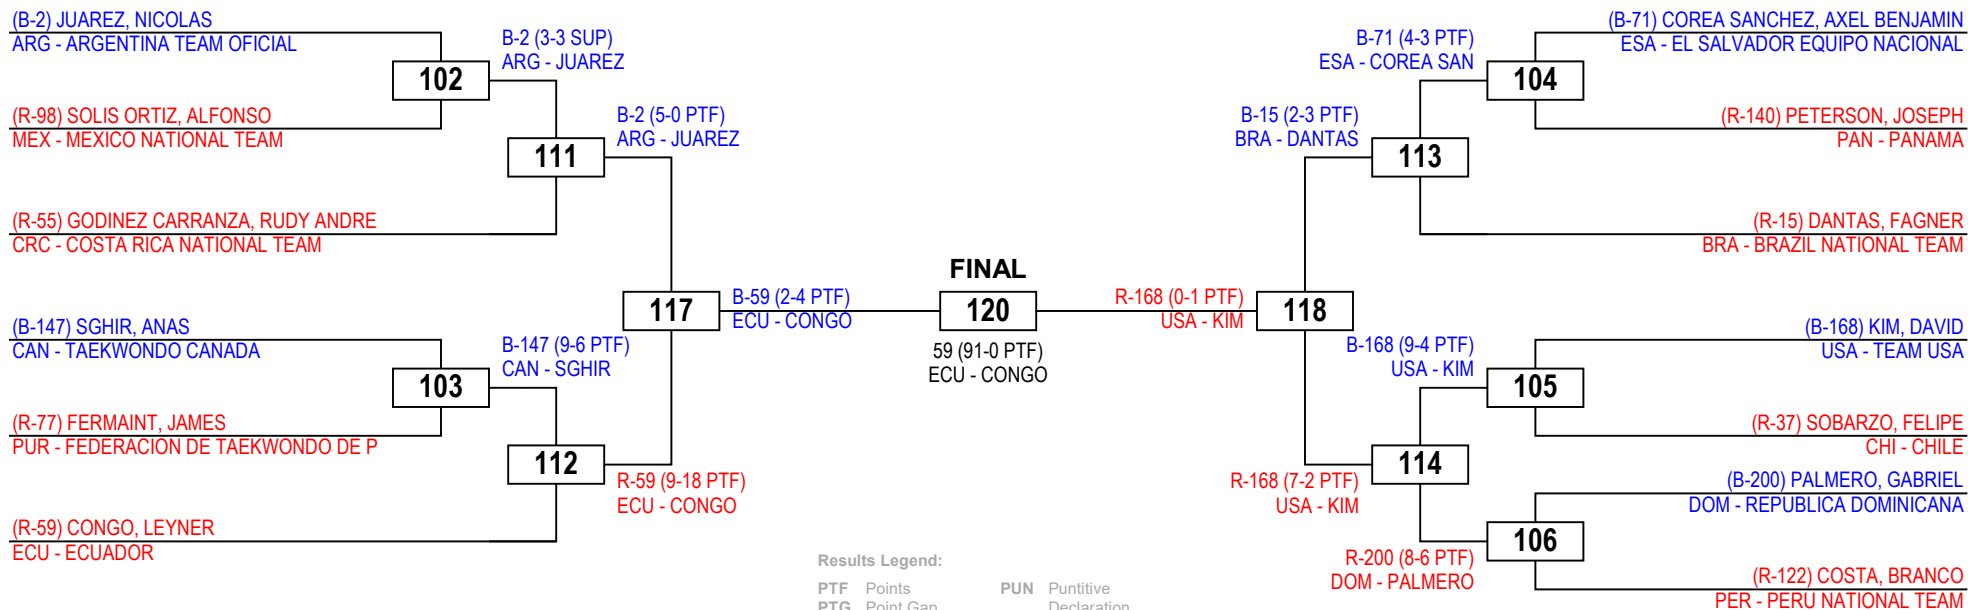 (B-2) JUAREZ, NICOLAS
ARG - ARGENTINA TEAM OFICIAL
B-2 (3-3 SUP)
ARG - JUAREZ
102
(R-98) SOLIS ORTIZ, ALFONSO
MEX - MEXICO NATIONAL TEAM
B-2 (5-0 PTF)
ARG - JUAREZ
111
(R-55) GODINEZ CARRANZA, RUDY ANDRE
CRC - COSTA RICA NATIONAL TEAM
117
B-59 (2-4 PTF)
ECU - CONGO
(B-147) SGHIR, ANAS
CAN - TAEKWONDO CANADA
B-147 (9-6 PTF)
CAN - SGHIR
103
(R-77) FERMAINT, JAMES
PUR - FEDERACION DE TAEKWONDO DE P
112
R-59 (9-18 PTF)
ECU - CONGO
(R-59) CONGO, LEYNER
ECU - ECUADOR
FINAL
120
59 (91-0 PTF)
ECU - CONGO
(B-71) COREA SANCHEZ, AXEL BENJAMIN
ESA - EL SALVADOR EQUIPO NACIONAL
B-71 (4-3 PTF)
ESA - COREA SAN
104
(R-140) PETERSON, JOSEPH
PAN - PANAMA
B-15 (2-3 PTF)
BRA - DANTAS
113
(R-15) DANTAS, FAGNER
BRA - BRAZIL NATIONAL TEAM
R-168 (0-1 PTF)
USA - KIM
118
(B-168) KIM, DAVID
USA - TEAM USA
B-168 (9-4 PTF)
USA - KIM
105
(R-37) SOBARZO, FELIPE
CHI - CHILE
R-168 (7-2 PTF)
USA - KIM
114
(B-200) PALMERO, GABRIEL
DOM - REPUBLICA DOMINICANA
106
R-200 (8-6 PTF)
DOM - PALMERO
(R-122) COSTA, BRANCO
PER - PERU NATIONAL TEAM
Results Legend:
PTF Points PUN Puntitive
PTG Point Gap Declaration